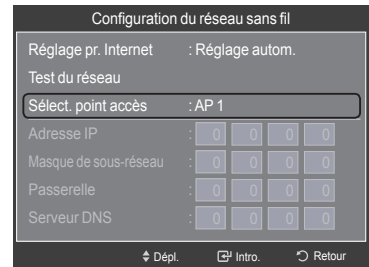 Configuration du réseau sans fil
Réglage pr. Internet : Réglage autom.
Test du réseau
Sélect. point accès : AP 1
Adresse IP : 0 0 0 0
Masque de sous-réseau : 0 0 0 0
Passerelle : 0 0 0 0
Serveur DNS : 0 0 0 0
Dépl. Intro. Retour